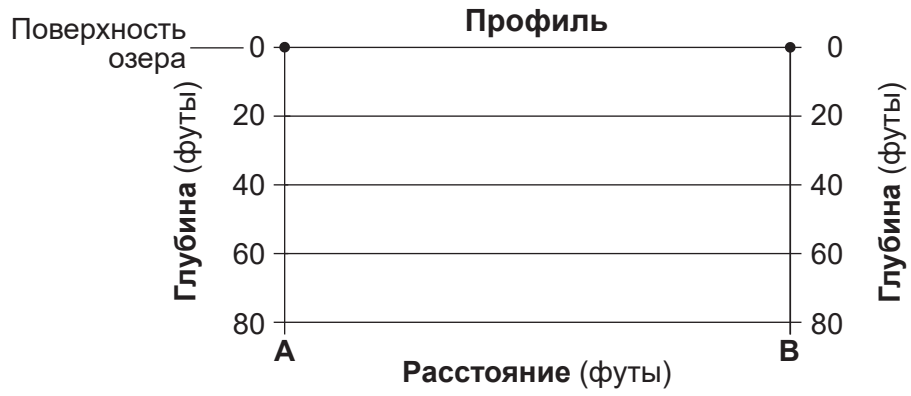 Профиль
Поверхность
озера
0
0
20
20
40
40
60
60
80
80
Глубина (футы)
Глубина (футы)
A
B
Расстояние (футы)